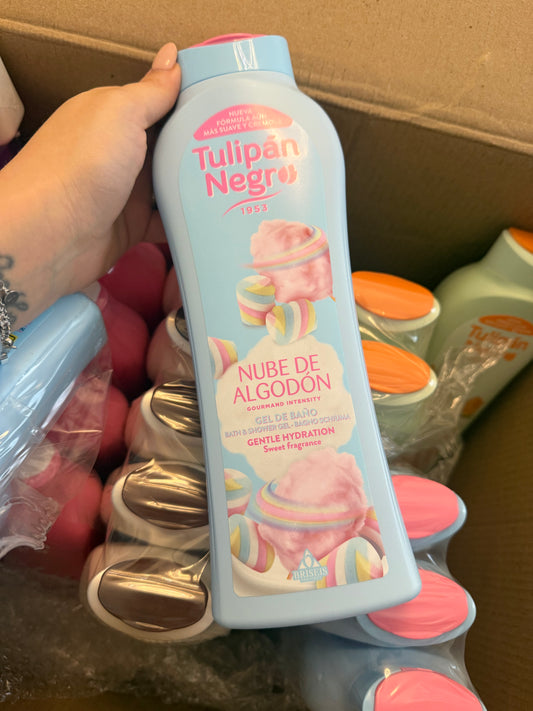 NUEVA
FÓRMULA AÚN
MÁS SUAVE Y CREMOSA
Tulipán
Negro
1953
NUBE DE
ALGODÓN
GOURMAND INTENSITY
GEL DE BAÑO
BATH & SHOWER GEL - BAGNO SCHIUMA
GENTLE HYDRATION
Sweet fragrance
BRISEIS
Tulipán
Negro